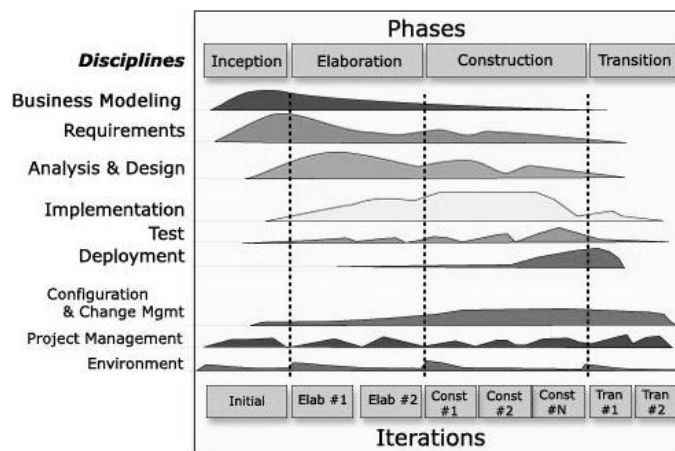 Phases
Disciplines
Inception
Elaboration
Construction
Transition
Business Modeling
Requirements
Analysis & Design
Implementation
Test
Deployment
Configuration
& Change Mgmt
Project Management
Environment
Initial
Elab #1
Elab #2
Const
#1
Const
#2
Const
#N
Tran
#1
Tran
#2
Iterations